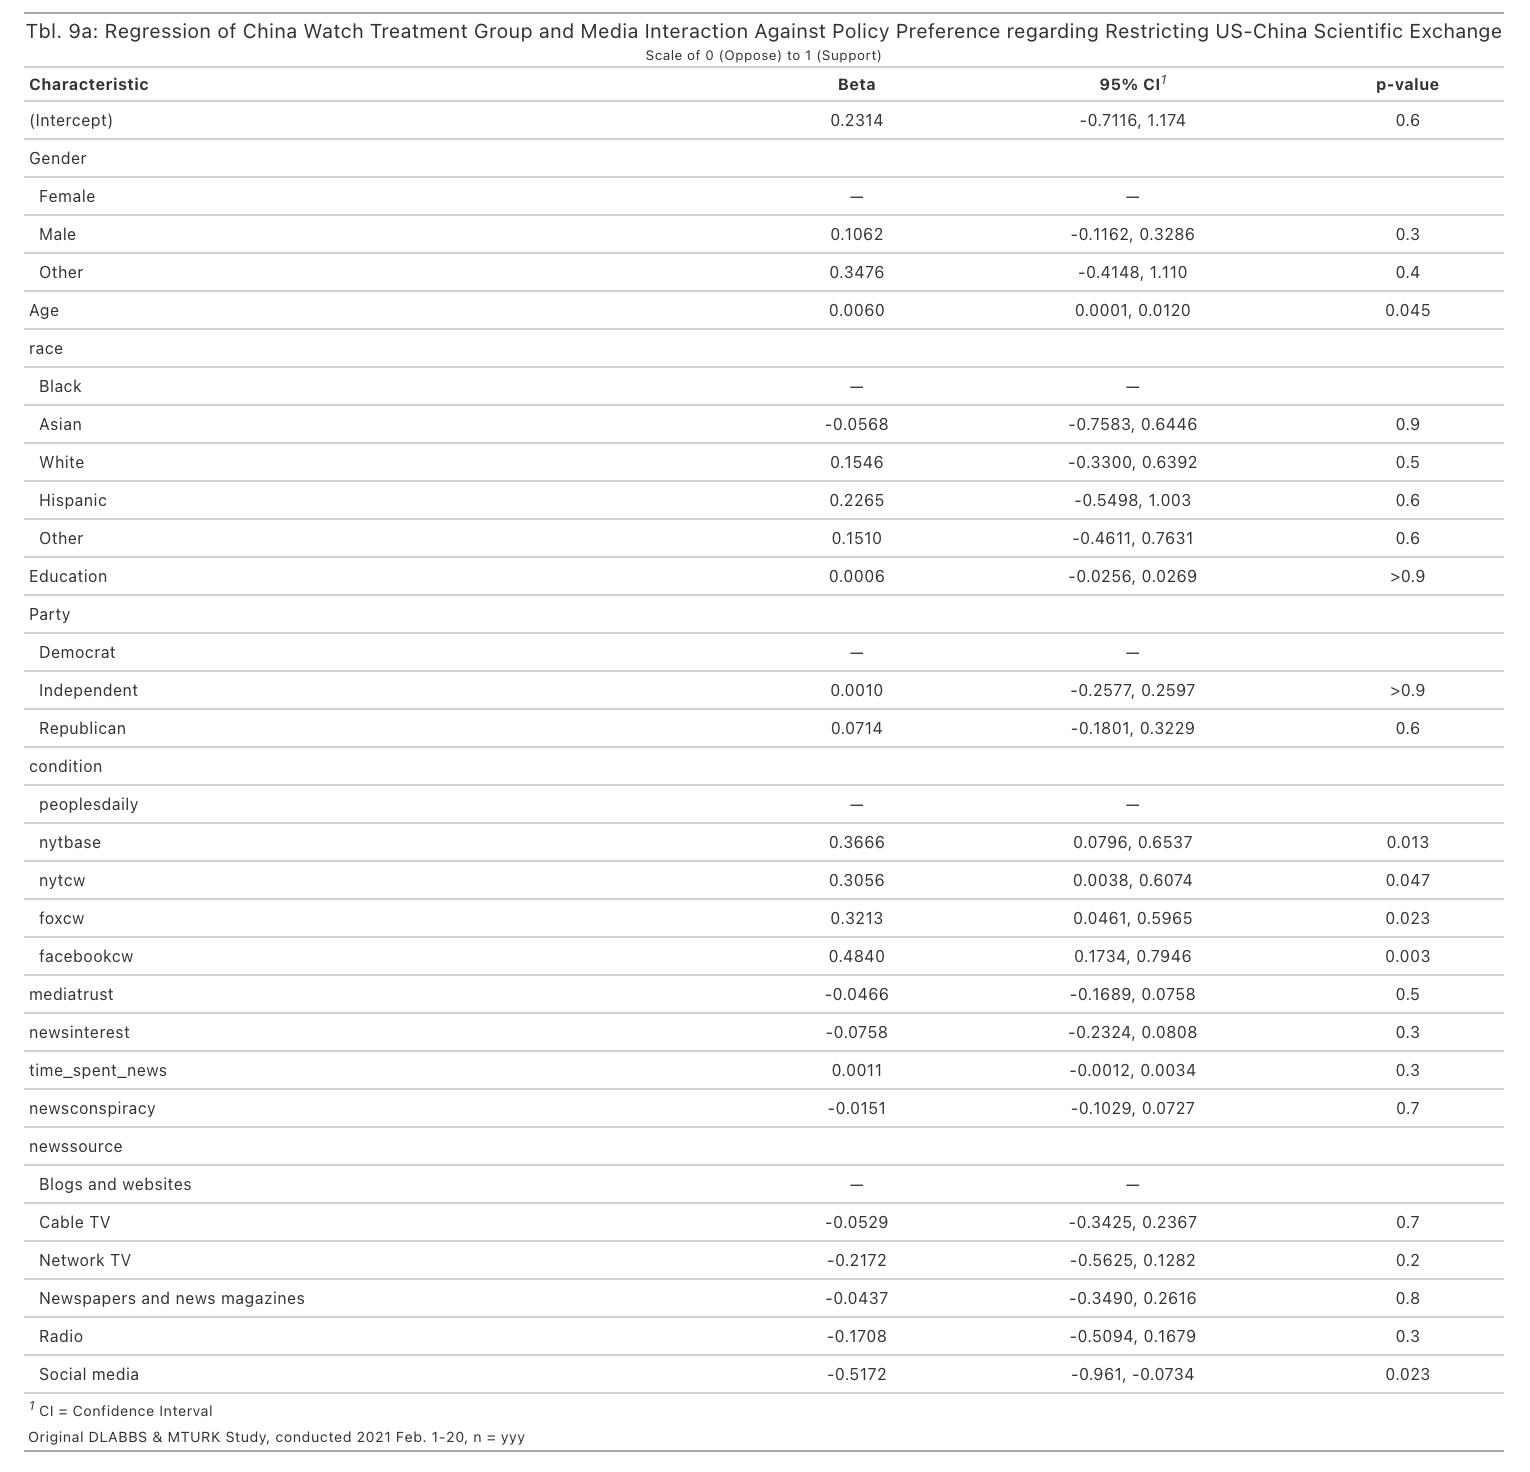 Tbl. 9a: Regression of China Watch Treatment Group and Media Interaction Against Policy Preference regarding Restricting US-China Scientific Exchange
Scale of 0 (Oppose) to 1 (Support)
Characteristic Beta 95% CI1 p-value
(Intercept) 0.2314 -0.7116, 1.174 0.6
Gender
Female — —
Male 0.1062 -0.1162, 0.3286 0.3
Other 0.3476 -0.4148, 1.110 0.4
Age 0.0060 0.0001, 0.0120 0.045
race
Black — —
Asian -0.0568 -0.7583, 0.6446 0.9
White 0.1546 -0.3300, 0.6392 0.5
Hispanic 0.2265 -0.5498, 1.003 0.6
Other 0.1510 -0.4611, 0.7631 0.6
Education 0.0006 -0.0256, 0.0269 >0.9
Party
Democrat — —
Independent 0.0010 -0.2577, 0.2597 >0.9
Republican 0.0714 -0.1801, 0.3229 0.6
condition
peoplesdaily — —
nytbase 0.3666 0.0796, 0.6537 0.013
nytcw 0.3056 0.0038, 0.6074 0.047
foxcw 0.3213 0.0461, 0.5965 0.023
facebookcw 0.4840 0.1734, 0.7946 0.003
mediatrust -0.0466 -0.1689, 0.0758 0.5
newsinterest -0.0758 -0.2324, 0.0808 0.3
time_spent_news 0.0011 -0.0012, 0.0034 0.3
newsconspiracy -0.0151 -0.1029, 0.0727 0.7
newssource
Blogs and websites — —
Cable TV -0.0529 -0.3425, 0.2367 0.7
Network TV -0.2172 -0.5625, 0.1282 0.2
Newspapers and news magazines -0.0437 -0.3490, 0.2616 0.8
Radio -0.1708 -0.5094, 0.1679 0.3
Social media -0.5172 -0.961, -0.0734 0.023
1 CI = Confidence Interval
Original DLABBS & MTURK Study, conducted 2021 Feb. 1-20, n = yyy